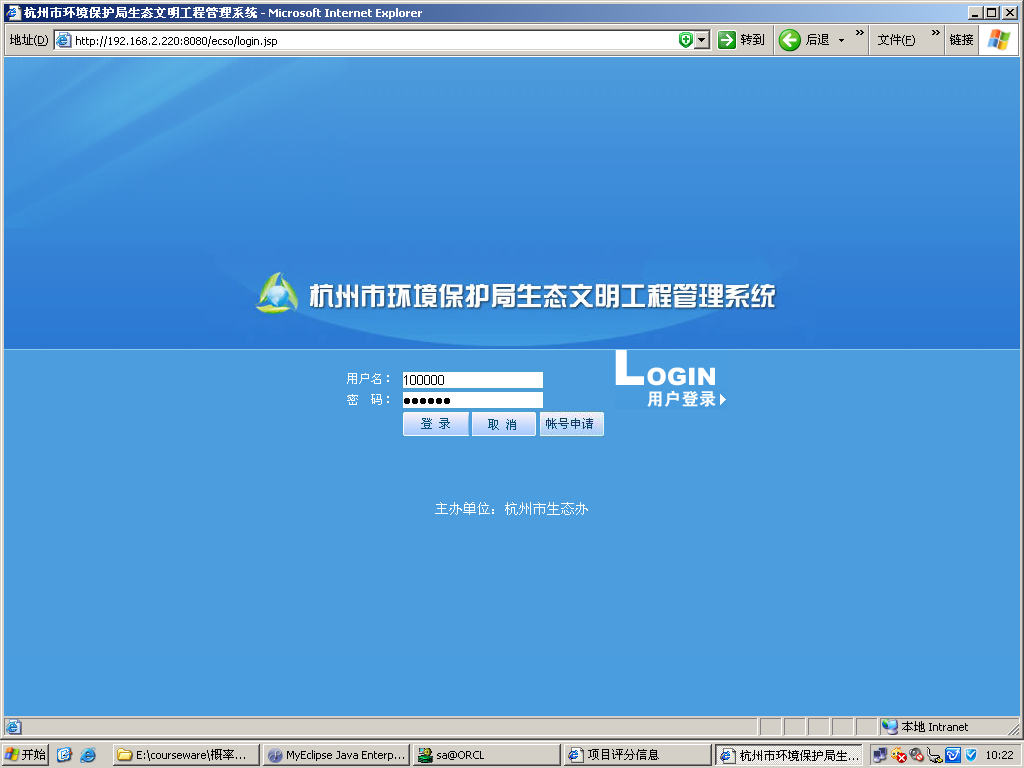 杭州市环境保护局生态文明工程管理系统 - Microsoft Internet Explorer
地址(D) http://192.168.2.220:8080/ecso/login.jsp 转到 后退 » 文件(F) » 链接
杭州市环境保护局生态文明工程管理系统
LOGIN
用户登录
用户名： 100000
密 码： ●●●●●●
登 录 取 消 帐号申请
主办单位：杭州市生态办
本地 Intranet
开始 E:\courseware\概率... MyEclipse Java Enterp... sa@ORCL 项目评分信息 杭州市环境保护局生... 10:22